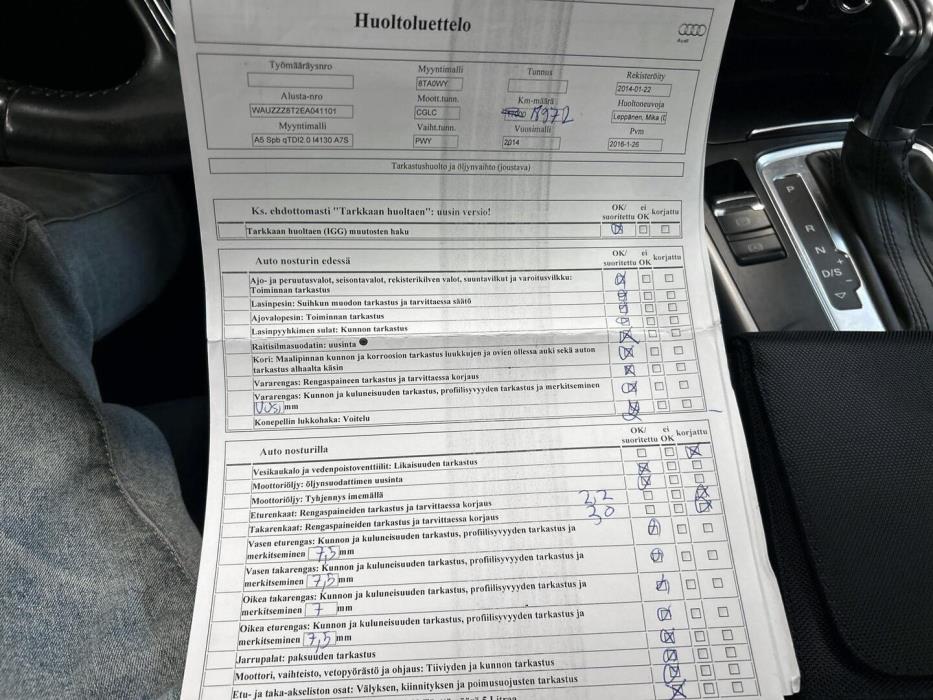 Huoltoluettelo
Audi
Työmääräysnro
Myyntimalli
8TA0WY
Tunnus
Rekisteröity
2014-01-22
Alusta-nro
WAUZZZ8T2EA041101
Moott.tunn.
CGLC
Km-määrä
Huoltoneuvoja
Leppänen, Mika (
Myyntimalli
A5 Spb qTDI2.0 I4130 A7S
Vaiht.tunn.
PWY
Vuosimalli
2014
Pvm
2016-1-26
Tarkastushuolto ja öljynvaihto (joustava)
Ks. ehdottomasti "Tarkkaan huoltaen": uusin versio!
OK/ suoritettu
ei OK
korjattu
Tarkkaan huoltaen (IGG) muutosten haku
Auto nosturin edessä
OK/ suoritettu
ei OK
korjattu
Ajo- ja peruutusvalot, seisontavalot, rekisterikilven valot, suuntavilkut ja varoitusvilkku:
Toiminnan tarkastus
Lasinpesin: Suihkun muodon tarkastus ja tarvittaessa säätö
Ajovalopesin: Toiminnan tarkastus
Lasinpyyhkimen sulat: Kunnon tarkastus
Raitisilmasuodatin: uusinta
Kori: Maalipinnan kunnon ja korroosion tarkastus luukkujen ja ovien ollessa auki sekä auton
tarkastus alhaalta käsin
Vararengas: Rengaspaineen tarkastus ja tarvittaessa korjaus
Vararengas: Kunnon ja kuluneisuuden tarkastus, profiilisyvyyden tarkastus ja merkitseminen
mm
Konepellin lukkohaka: Voitelu
Auto nosturilla
OK/ suoritettu
ei OK
korjattu
Vesikaukalo ja vedenpoistoventtiilit: Likaisuuden tarkastus
Moottoriöljy: öljynsuodattimen uusinta
Moottoriöljy: Tyhjennys imemällä
Eturenkaat: Rengaspaineiden tarkastus ja tarvittaessa korjaus 2,2
Takarenkaat: Rengaspaineiden tarkastus ja tarvittaessa korjaus 3,0
Vasen eturengas: Kunnon ja kuluneisuuden tarkastus, profiilisyvyyden tarkastus ja
merkitseminen 7,5 mm
Vasen takarengas: Kunnon ja kuluneisuuden tarkastus, profiilisyvyyden tarkastus ja
merkitseminen 7,5 mm
Oikea takarengas: Kunnon ja kuluneisuuden tarkastus, profiilisyvyyden tarkastus ja
merkitseminen 7 mm
Oikea eturengas: Kunnon ja kuluneisuuden tarkastus, profiilisyvyyden tarkastus ja
merkitseminen 7,5 mm
Jarrupalat: paksuuden tarkastus
Moottori, vaihteisto, vetopyörästö ja ohjaus: Tiiviyden ja kunnon tarkastus
Etu- ja taka-akseliston osat: Välyksen, kiinnityksen ja poimusuojusten tarkastus
P
R
N
D/S
+
-